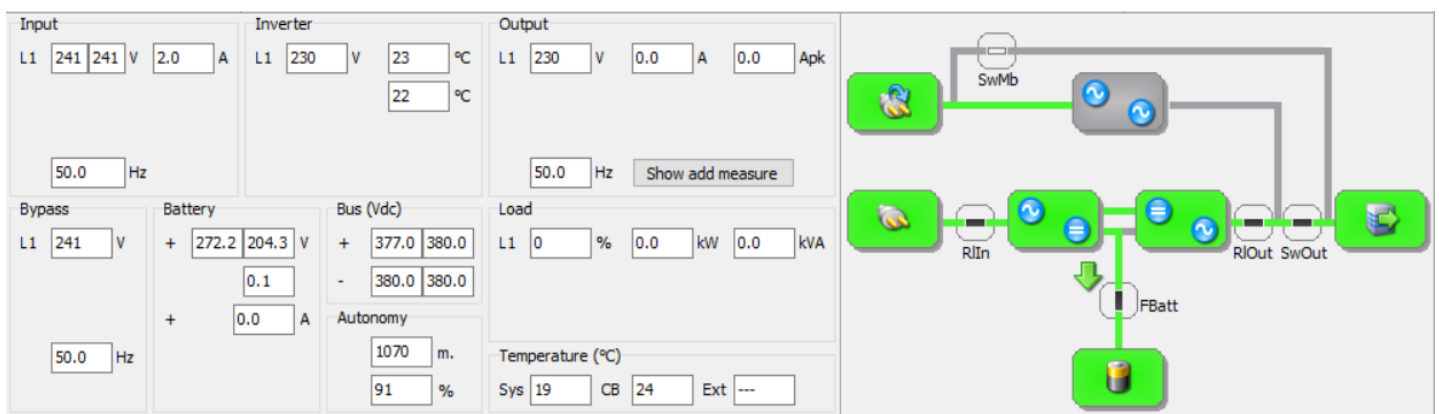 Input
L1 241 241 V 2.0 A
50.0 Hz
Inverter
L1 230 V 23 °C
22 °C
Output
L1 230 V 0.0 A 0.0 Apk
50.0 Hz Show add measure
Bypass
L1 241 V
50.0 Hz
Battery
+ 272.2 204.3 V
0.1
+ 0.0 A
Bus (Vdc)
+ 377.0 380.0
- 380.0 380.0
Autonomy
1070 m.
91 %
Load
L1 0 % 0.0 kW 0.0 kVA
Temperature (°C)
Sys 19 CB 24 Ext ---
SwMb
RlIn
RlOut SwOut
FBatt